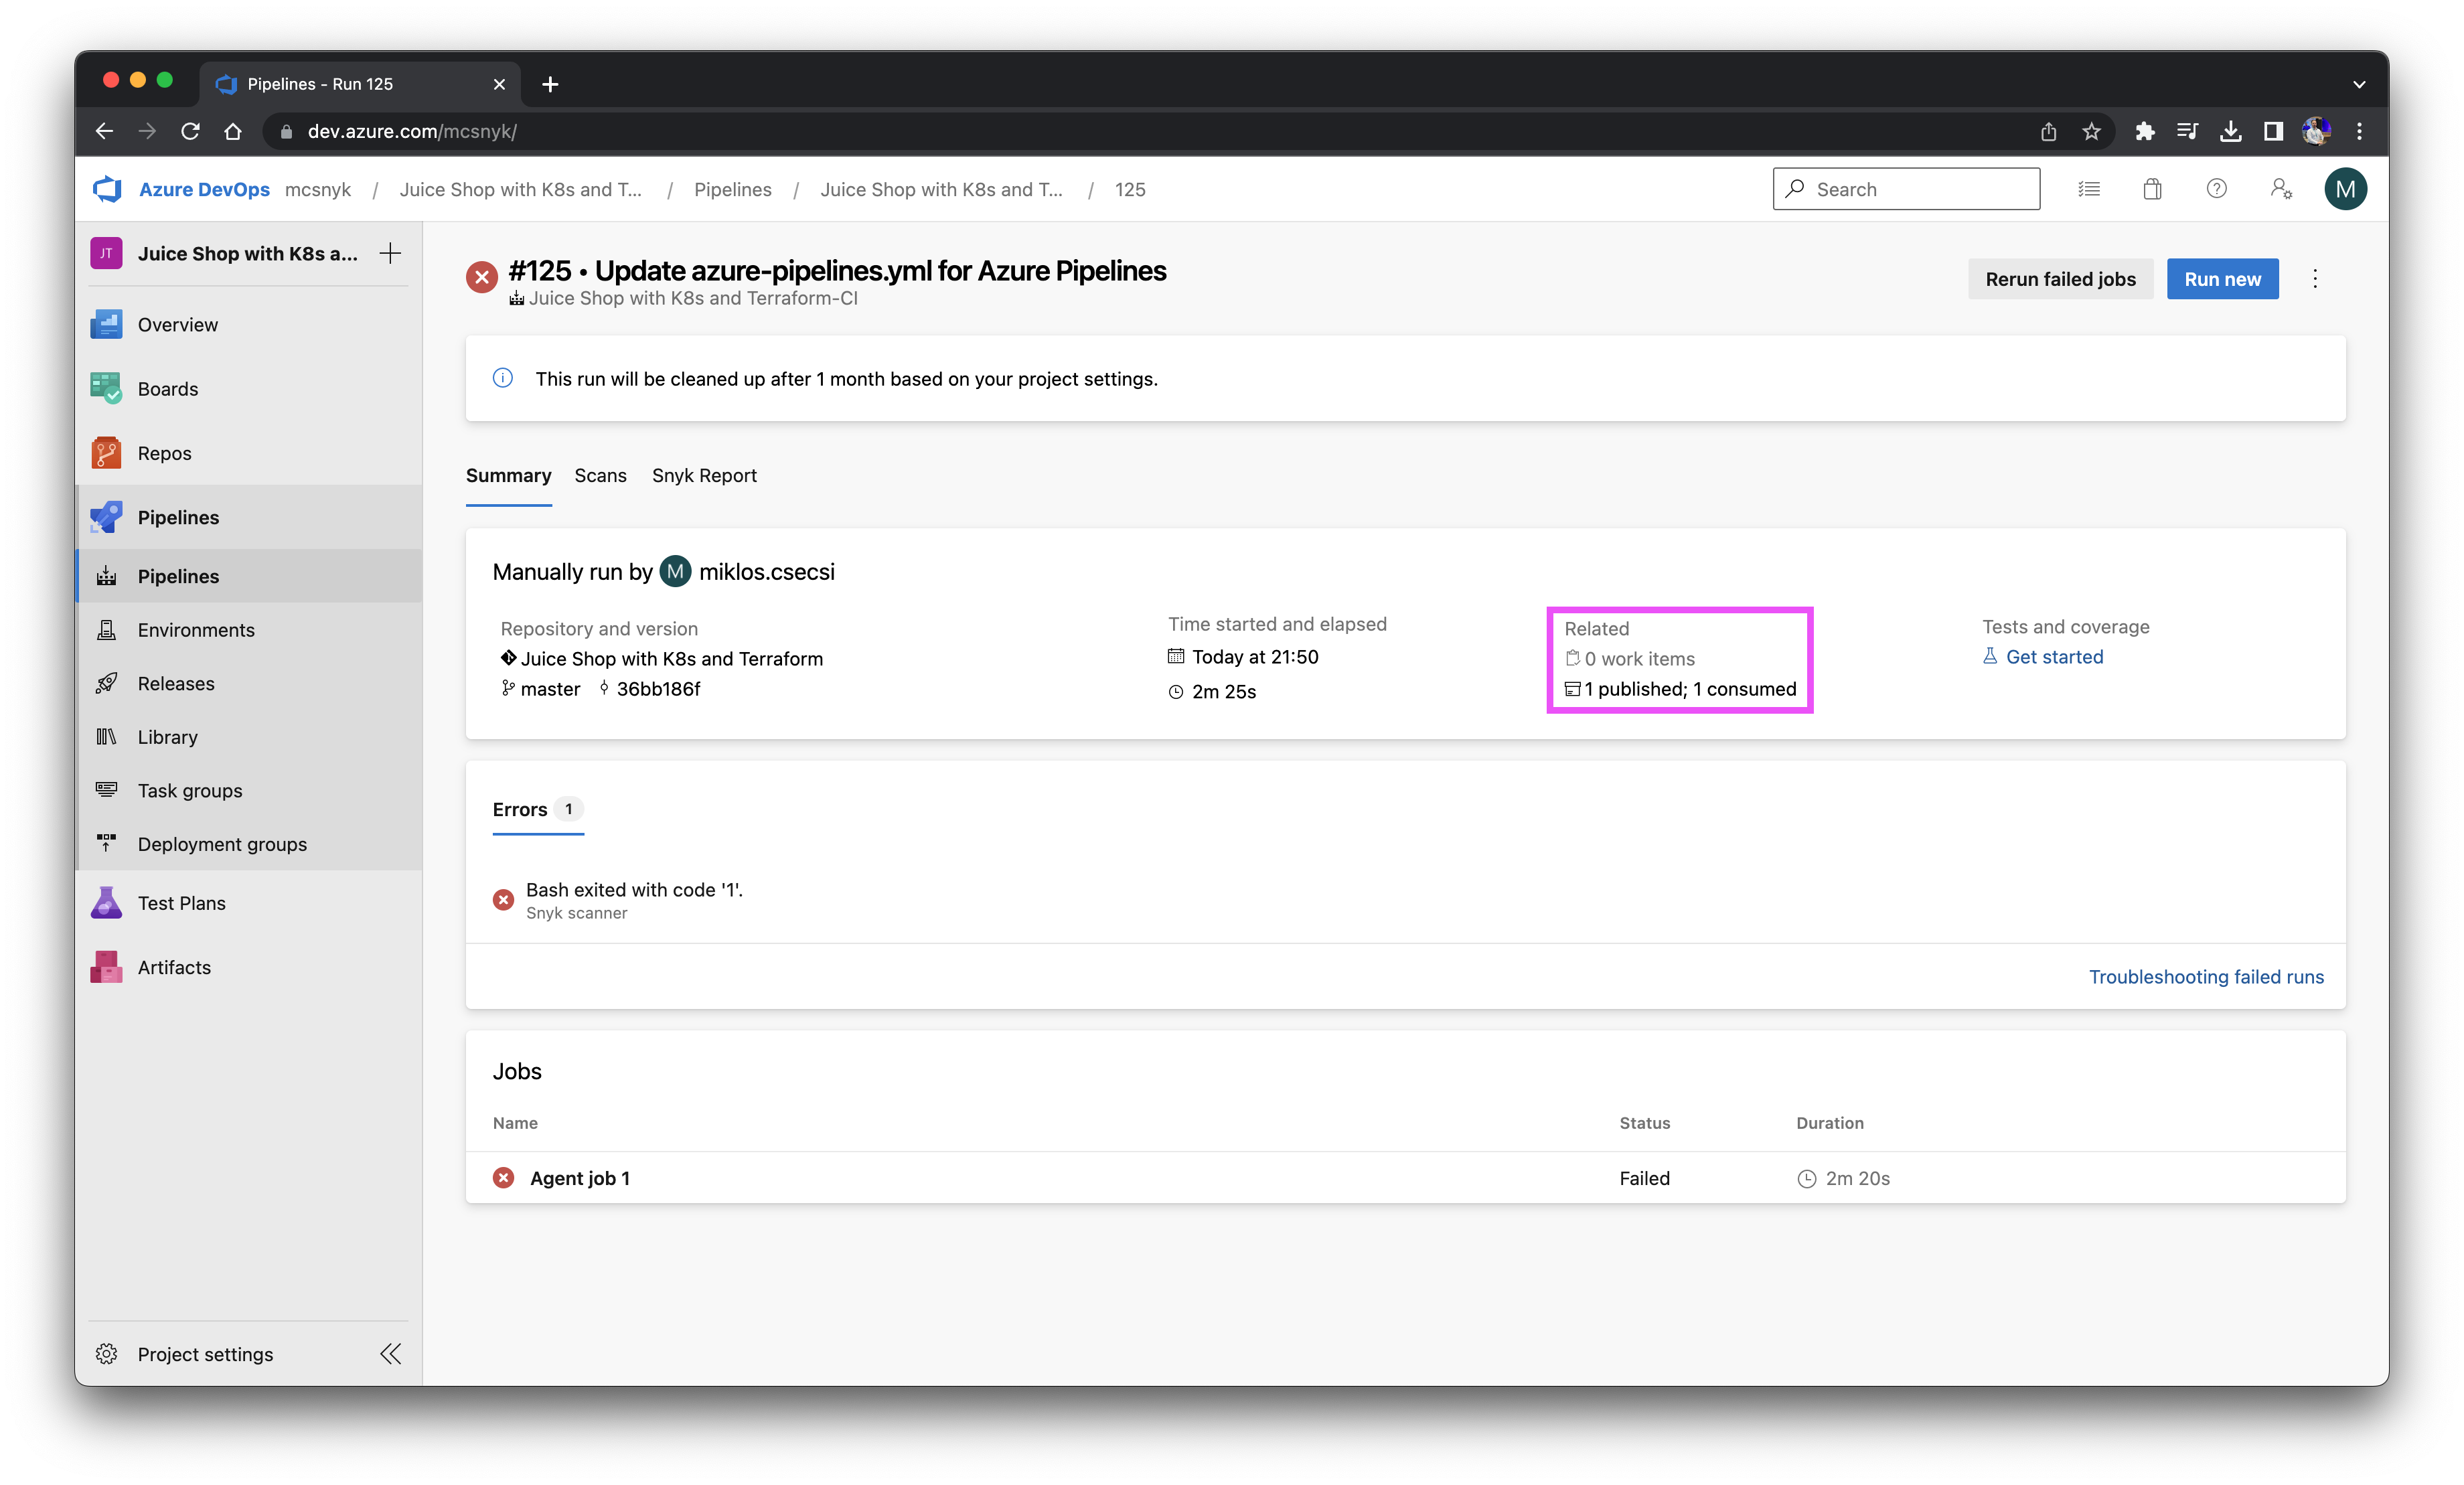 Pipelines - Run 125
dev.azure.com/mcsnyk/
Azure DevOps mcsnyk / Juice Shop with K8s and T... / Pipelines / Juice Shop with K8s and T... / 125
Search
M
JT Juice Shop with K8s a...
Overview
Boards
Repos
Pipelines
Pipelines
Environments
Releases
Library
Task groups
Deployment groups
Test Plans
Artifacts
Project settings
#125 • Update azure-pipelines.yml for Azure Pipelines
Juice Shop with K8s and Terraform-CI
Rerun failed jobs
Run new
This run will be cleaned up after 1 month based on your project settings.
Summary Scans Snyk Report
Manually run by M miklos.csecsi
Repository and version
Juice Shop with K8s and Terraform
master 36bb186f
Time started and elapsed
Today at 21:50
2m 25s
Related
0 work items
1 published; 1 consumed
Tests and coverage
Get started
Errors 1
Bash exited with code '1'.
Snyk scanner
Troubleshooting failed runs
Jobs
Name Status Duration
Agent job 1 Failed 2m 20s